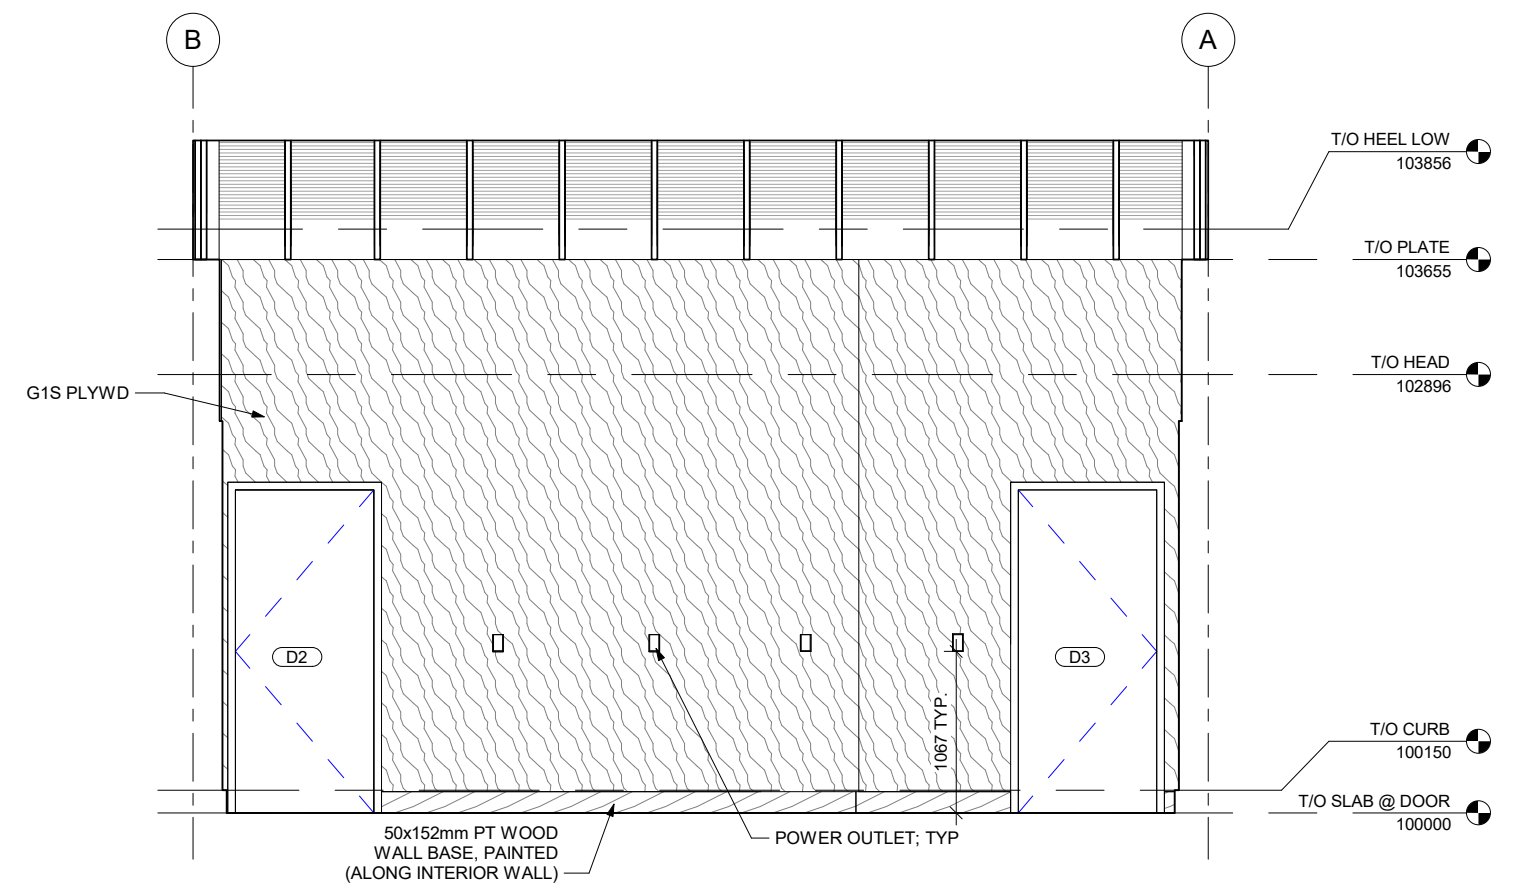 B
A
T/O HEEL LOW
103856
T/O PLATE
103655
T/O HEAD
102896
G1S PLYWD
D2
D3
1067 TYP.
T/O CURB
100150
T/O SLAB @ DOOR
100000
50x152mm PT WOOD
WALL BASE, PAINTED
(ALONG INTERIOR WALL)
POWER OUTLET; TYP